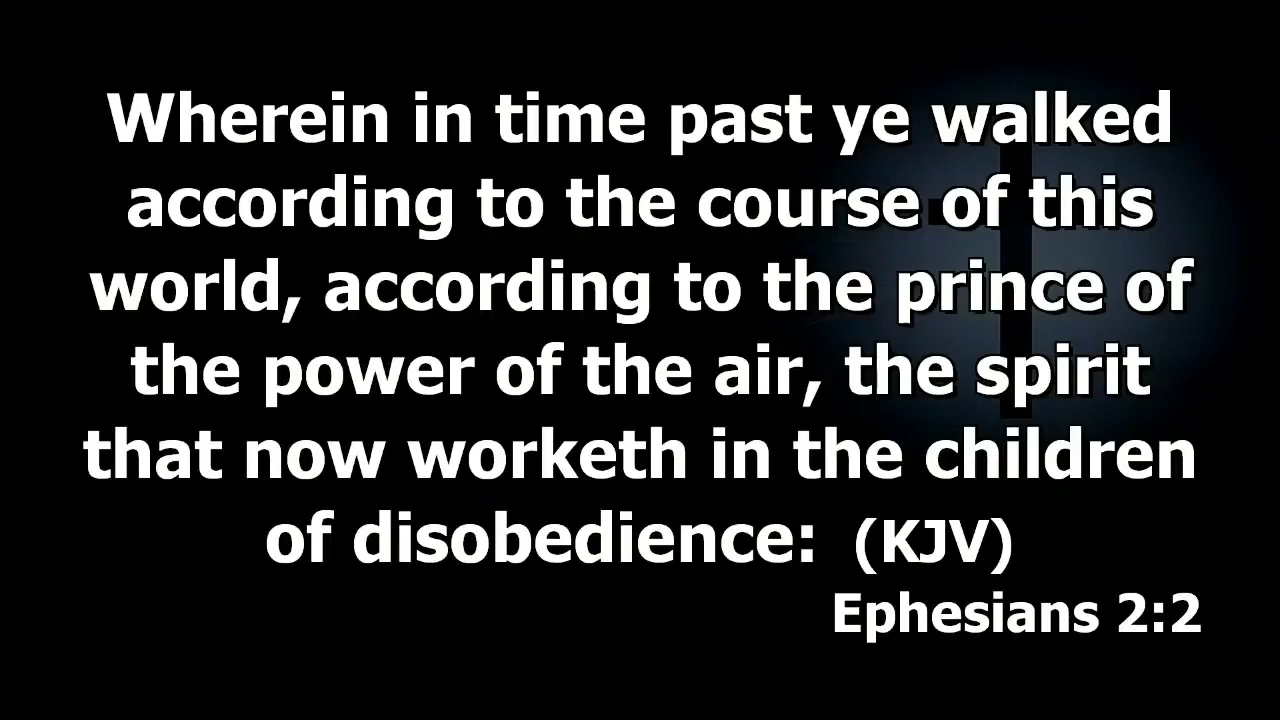 Wherein in time past ye walked
according to the course of this
world, according to the prince of
the power of the air, the spirit
that now worketh in the children
of disobedience: (KJV)
Ephesians 2:2